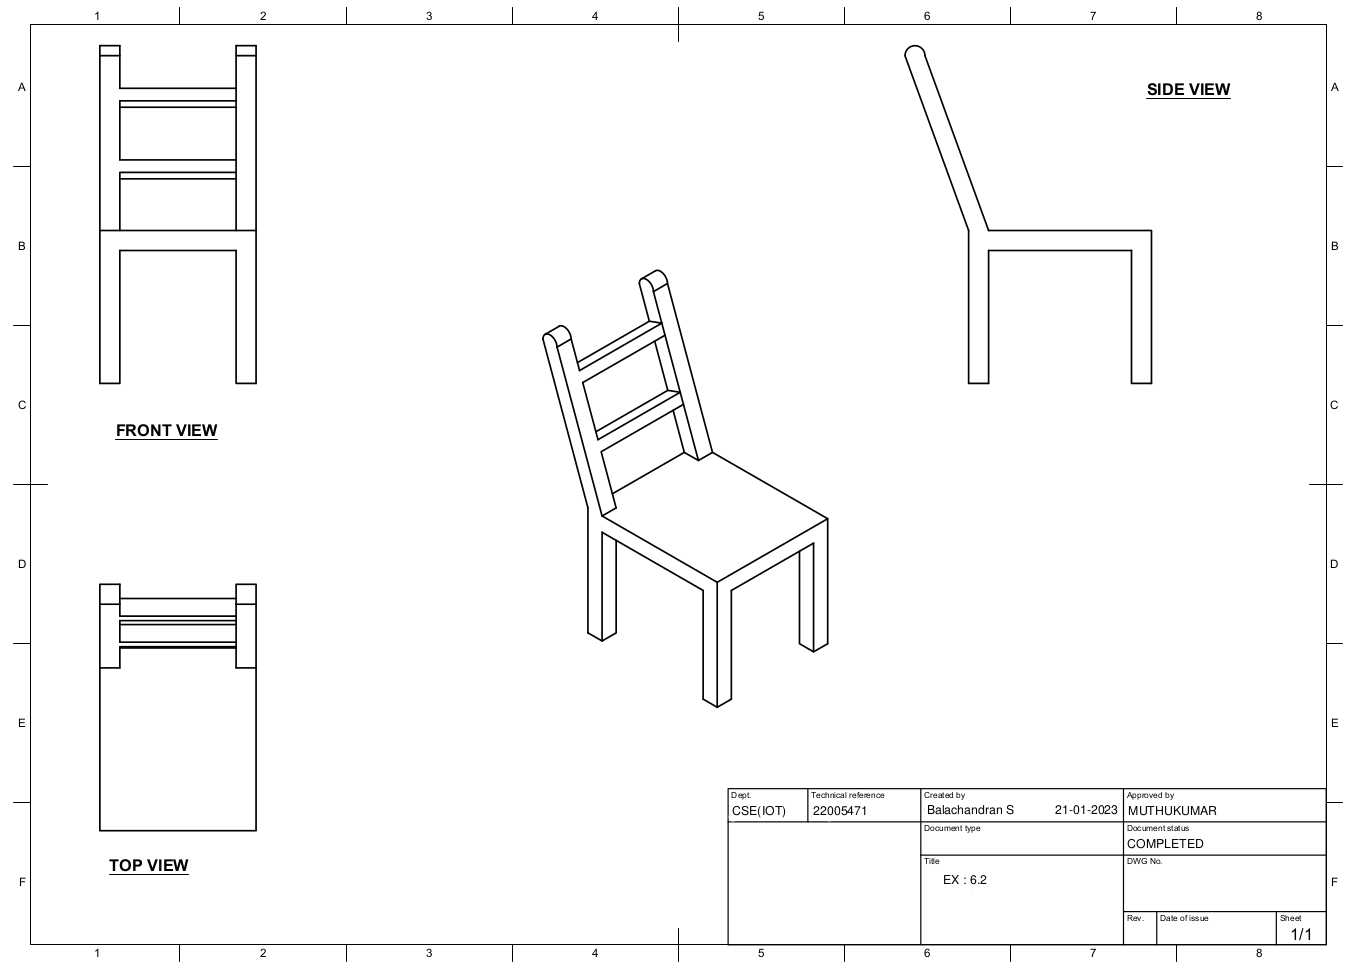 1 2 3 4 5 6 7 8
A A
SIDE VIEW
B B
C C
FRONT VIEW
D D
E E
TOP VIEW
F F
Dept. Technical reference Created by Approved by
CSE(IOT) 22005471 Balachandran S 21-01-2023 MUTHUKUMAR
Document type Document status
COMPLETED
Title DWG No.
EX : 6.2
Rev. Date of issue Sheet
1/1
1 2 3 4 5 6 7 8